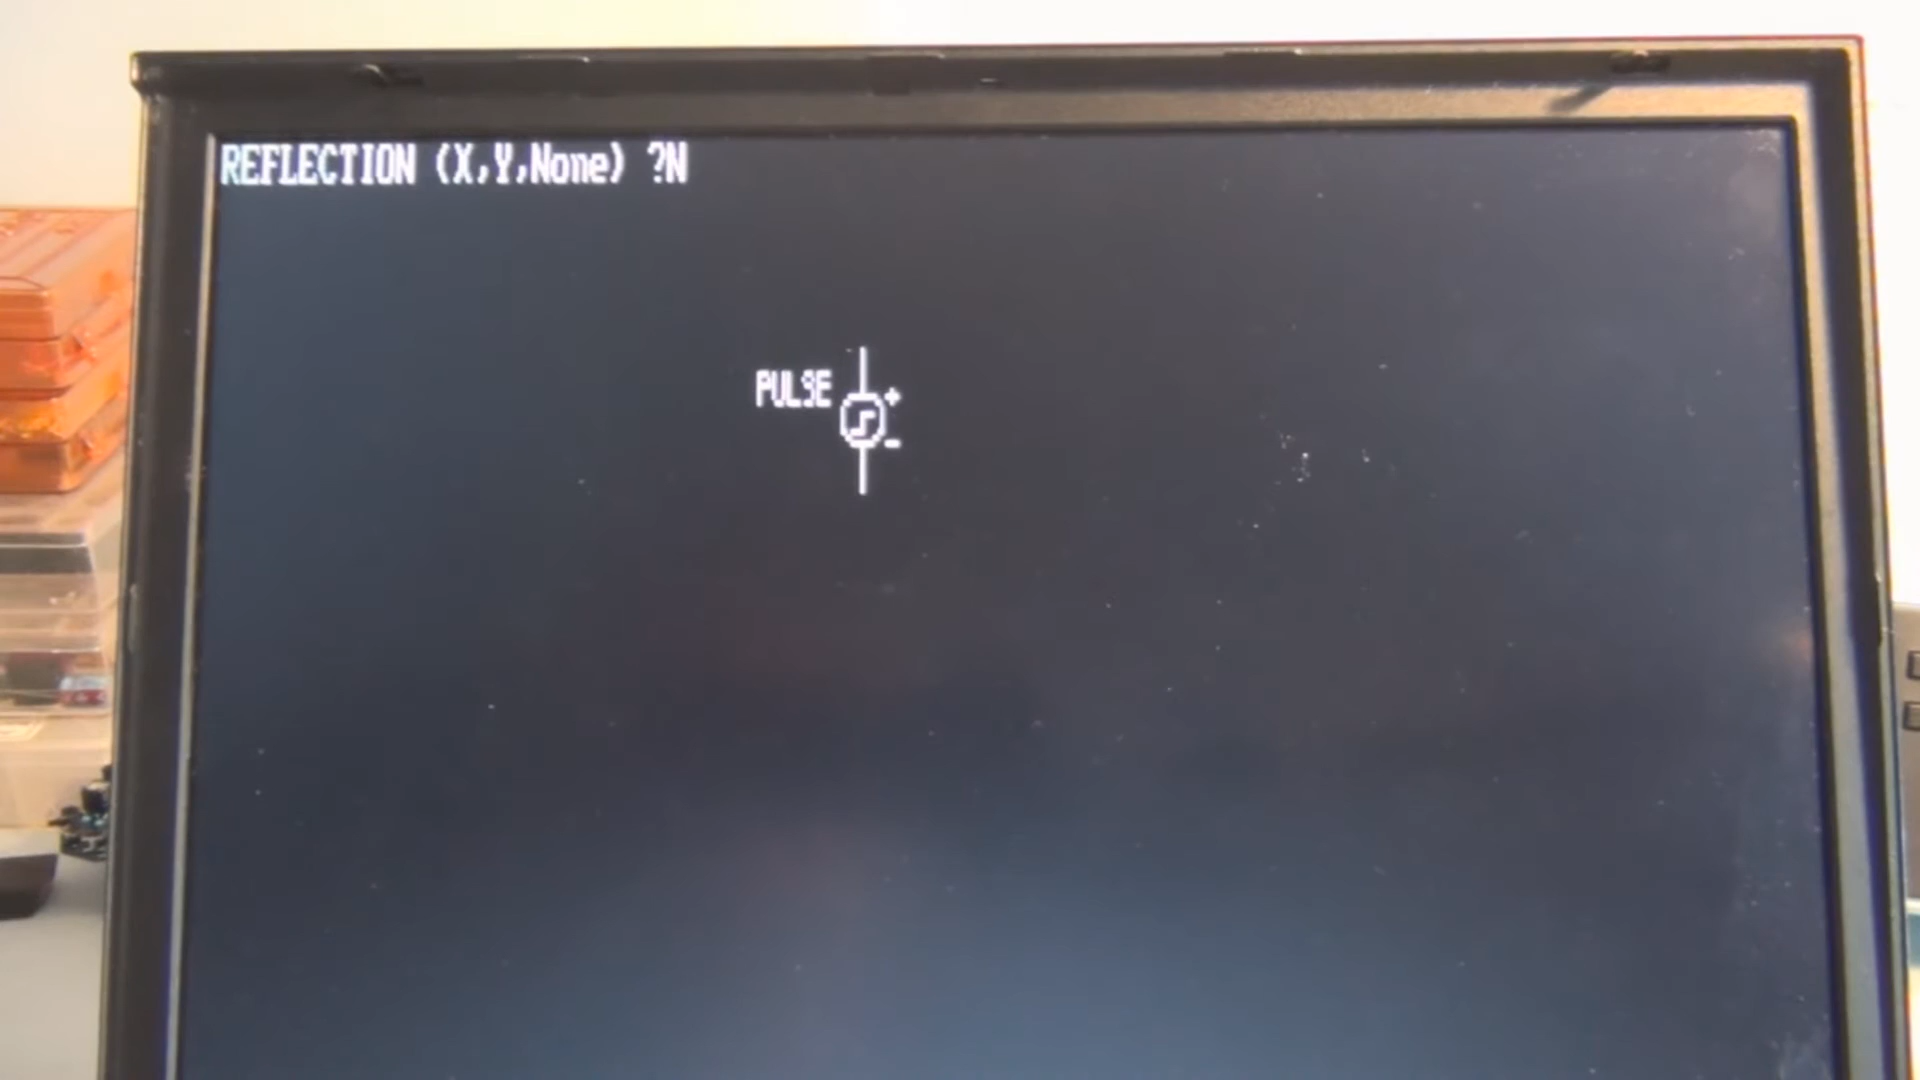 REFLECTION (X,Y,None) ?N
PULSE
+
-